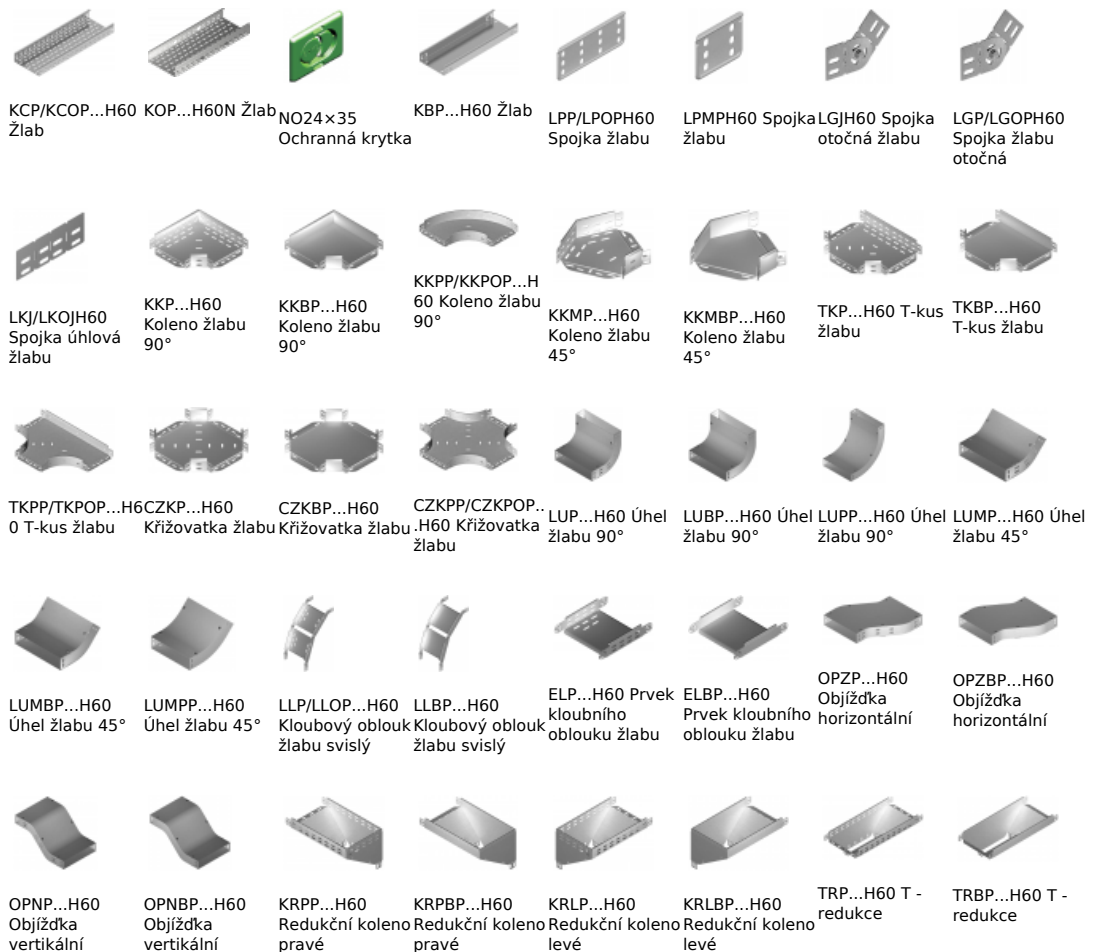 KCP/KCOP...H60
Žlab
KOP...H60N Žlab
NO24×35
Ochranná krytka
KBP...H60 Žlab
LPP/LPOPH60
Spojka žlabu
LPMPH60 Spojka
žlabu
LGJH60 Spojka
otočná žlabu
LGP/LGOPH60
Spojka žlabu
otočná
LKJ/LKOJH60
Spojka úhlová
žlabu
KKP...H60
Koleno žlabu
90°
KKBP...H60
Koleno žlabu
90°
KKPP/KKPOP...H
60 Koleno žlabu
90°
KKMP...H60
Koleno žlabu
45°
KKMBP...H60
Koleno žlabu
45°
TKP...H60 T-kus
žlabu
TKBP...H60
T-kus žlabu
TKPP/TKPOP...H6
0 T-kus žlabu
CZKP...H60
Křižovatka žlabu
CZKBP...H60
Křižovatka žlabu
CZKPP/CZKPOP..
.H60 Křižovatka
žlabu
LUP...H60 Úhel
žlabu 90°
LUBP...H60 Úhel
žlabu 90°
LUPP...H60 Úhel
žlabu 90°
LUMP...H60 Úhel
žlabu 45°
LUMBP...H60
Úhel žlabu 45°
LUMPP...H60
Úhel žlabu 45°
LLP/LLOP...H60
Kloubový oblouk
žlabu svislý
LLBP...H60
Kloubový oblouk
žlabu svislý
ELP...H60 Prvek
kloubního
oblouku žlabu
ELBP...H60
Prvek kloubního
oblouku žlabu
OPZP...H60
Objížďka
horizontální
OPZBP...H60
Objížďka
horizontální
OPNP...H60
Objížďka
vertikální
OPNBP...H60
Objížďka
vertikální
KRPP...H60
Redukční koleno
pravé
KRPBP...H60
Redukční koleno
pravé
KRLP...H60
Redukční koleno
levé
KRLBP...H60
Redukční koleno
levé
TRP...H60 T -
redukce
TRBP...H60 T -
redukce